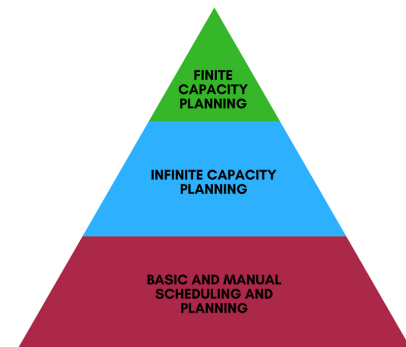 FINITE
CAPACITY
PLANNING
INFINITE CAPACITY
PLANNING
BASIC AND MANUAL
SCHEDULING AND
PLANNING